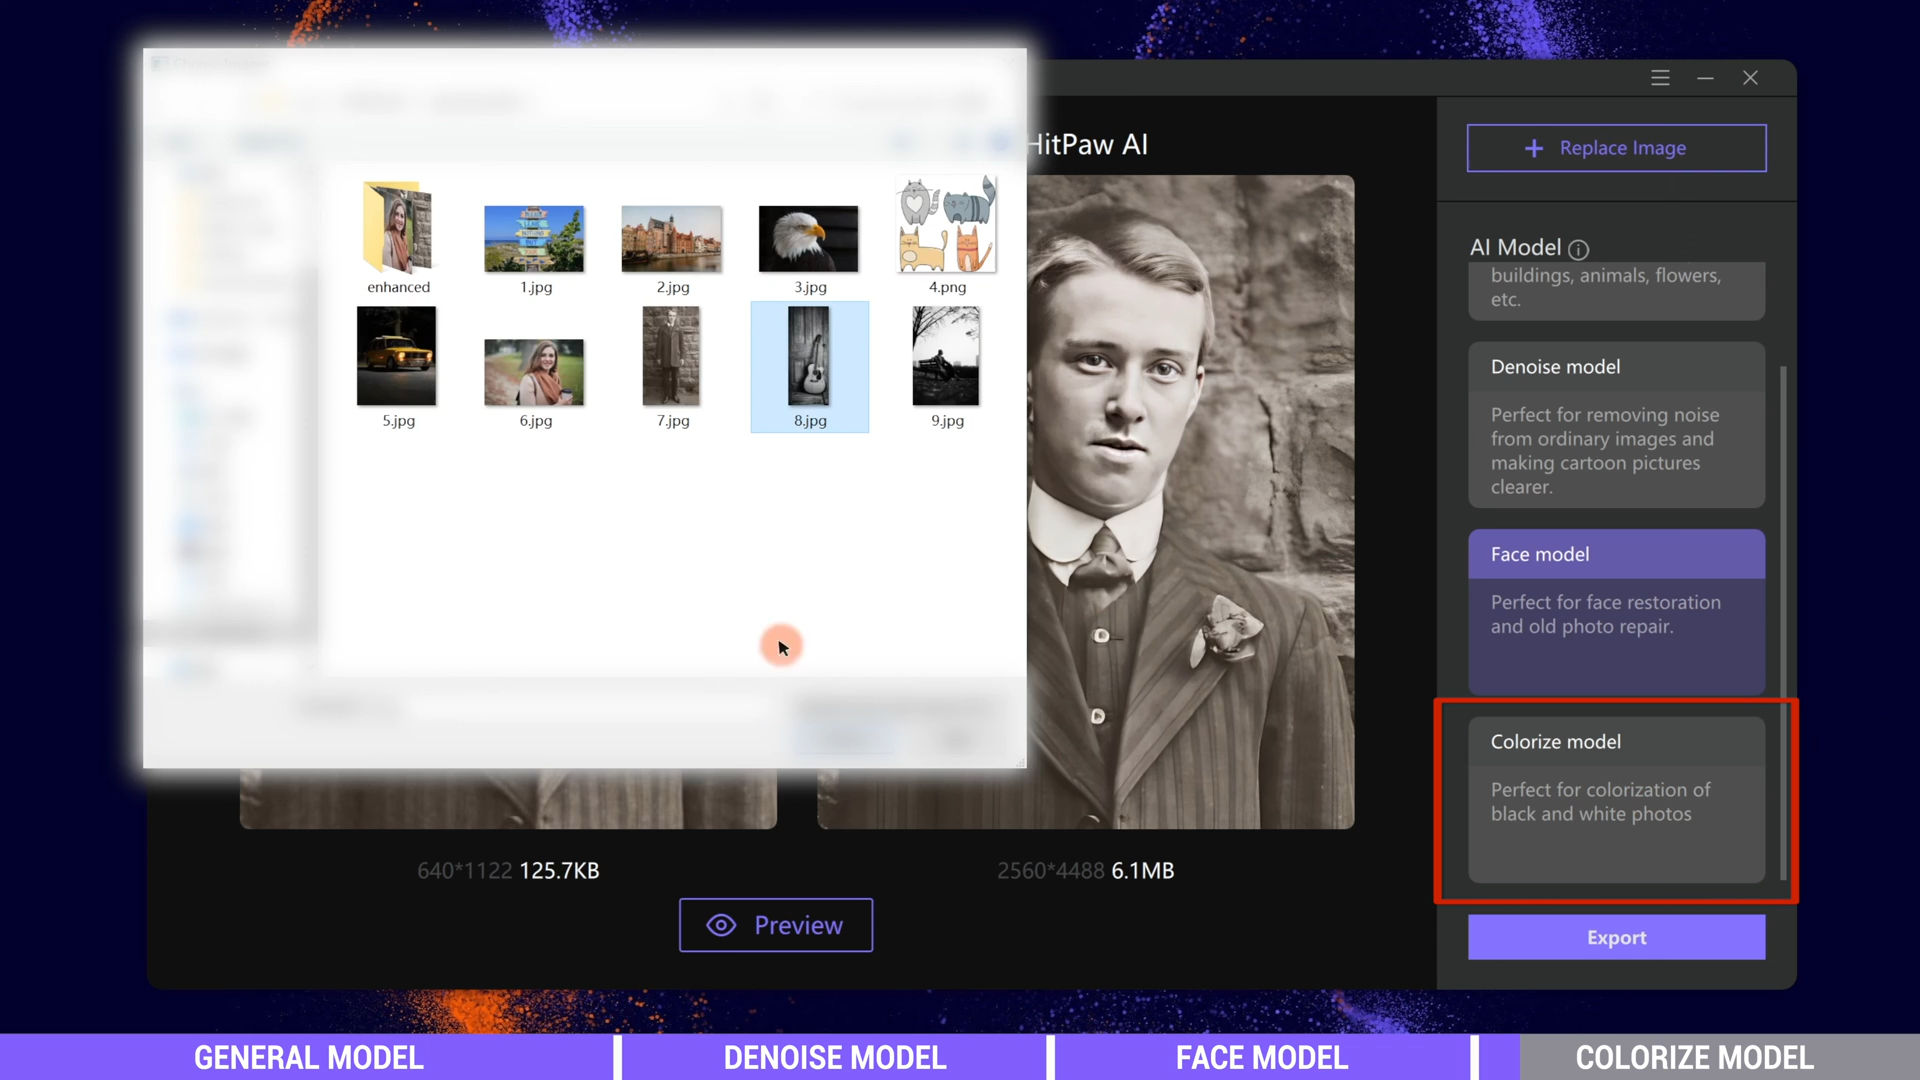 HitPaw AI
Replace Image
AI Model
buildings, animals, flowers,
etc.
Denoise model
Perfect for removing noise
from ordinary images and
making cartoon pictures
clearer.
Face model
Perfect for face restoration
and old photo repair.
Colorize model
Perfect for colorization of
black and white photos
Export
enhanced
1.jpg
2.jpg
3.jpg
4.png
5.jpg
6.jpg
7.jpg
8.jpg
9.jpg
640*1122 125.7KB
2560*4488 6.1MB
Preview
GENERAL MODEL
DENOISE MODEL
FACE MODEL
COLORIZE MODEL